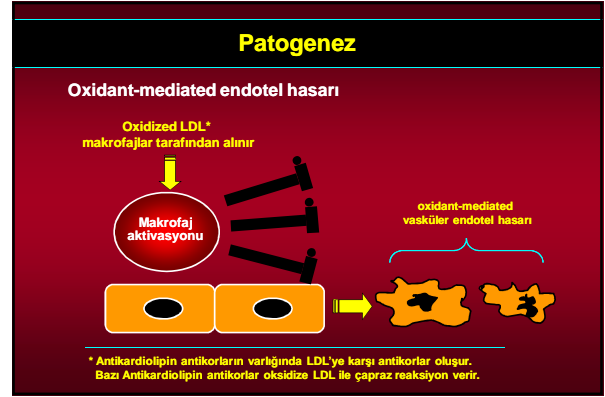 Patogenez
Oxidant-mediated endotel hasarı
Oxidized LDL*
makrofajlar tarafından alınır
Makrofaj
aktivasyonu
oxidant-mediated
vasküler endotel hasarı
* Antikardiolipin antikorların varlığında LDL'ye karşı antikorlar oluşur.
Bazı Antikardiolipin antikorlar oksidize LDL ile çapraz reaksiyon verir.